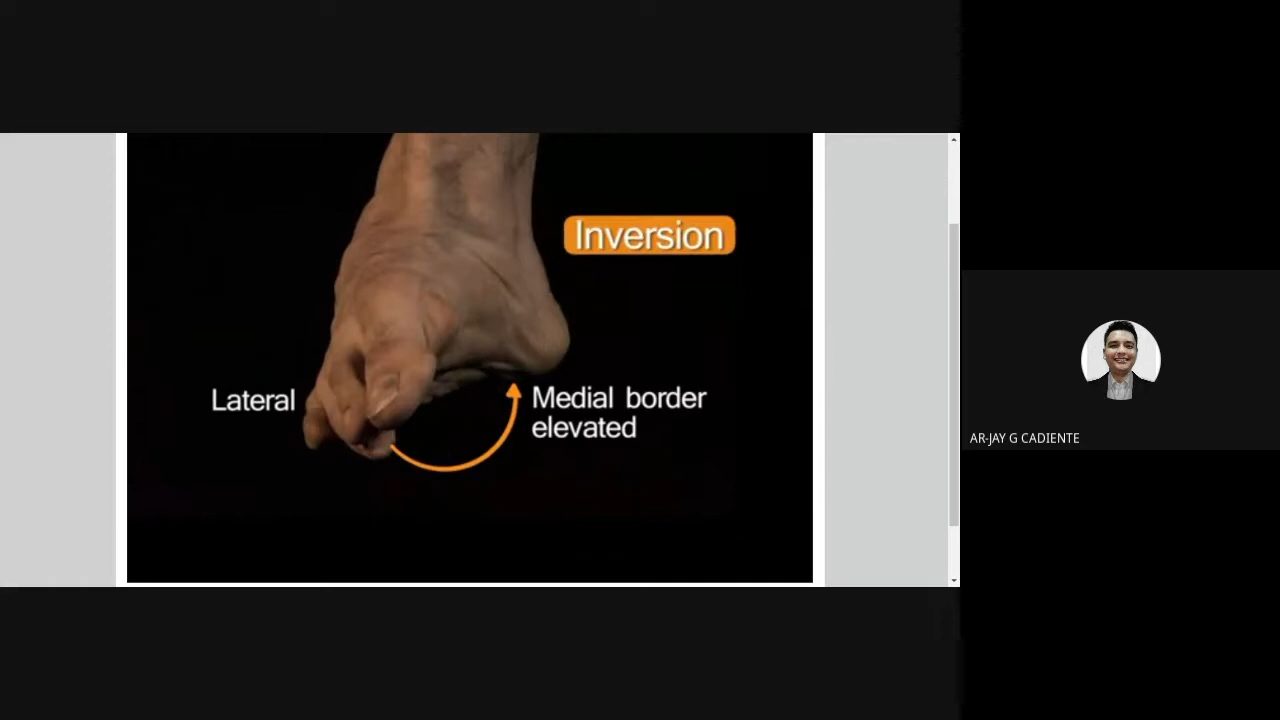 Inversion
Lateral
Medial border
elevated
AR-JAY G CADIENTE